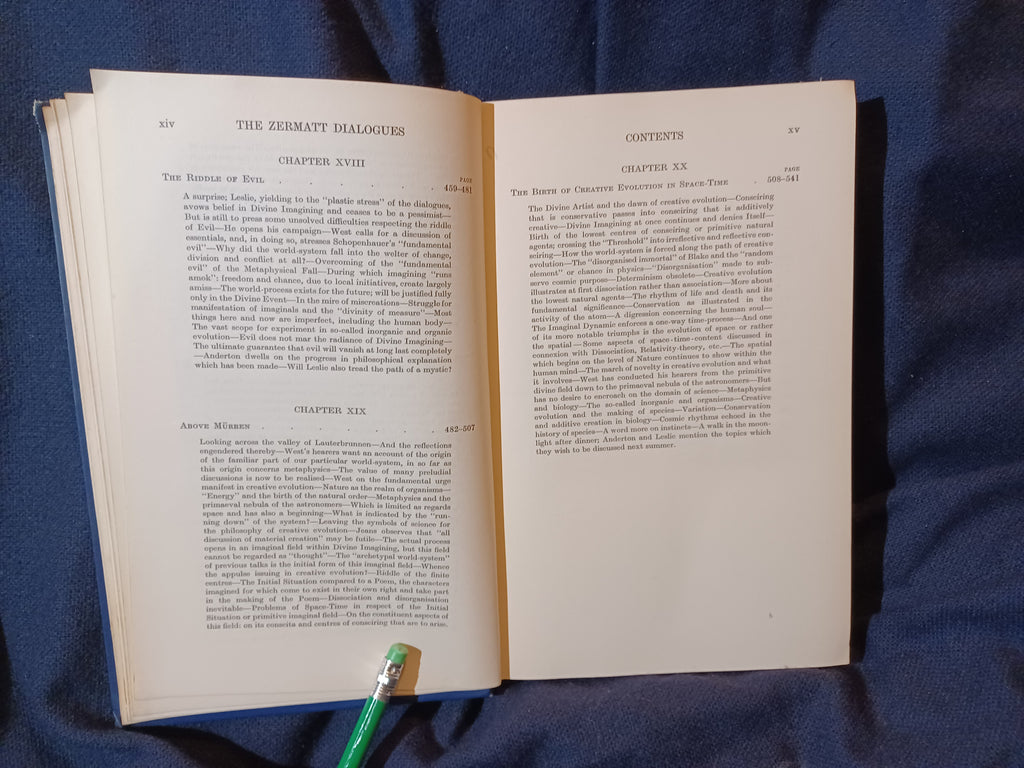 xiv THE ZERMATT DIALOGUES
CHAPTER XVIII
PAGE
The Riddle of Evil . . . . . . 459–481
A surprise; Leslie, yielding to the "plastic stress" of the dialogues,
avows belief in Divine Imagining and ceases to be a pessimist—
But is still to press some unsolved difficulties respecting the riddle
of Evil—He opens his campaign—West calls for a discussion of
essentials, and, in doing so, stresses Schopenhauer's "fundamental
evil"—Why did the world-system fall into the welter of change,
division and conflict at all?—Overcoming of the "fundamental
evil" of the Metaphysical Fall—During which imagining "runs
amok": freedom and chance, due to local initiatives, create largely
amiss—The world-process exists for the future; will be justified fully
only in the Divine Event—In the mire of miscreations—Struggle for
manifestation of imaginals and the "divinity of measure"—Most
things here and now are imperfect, including the human body—
The vast scope for experiment in so-called inorganic and organic
evolution—Evil does not mar the radiance of Divine Imagining—
The ultimate guarantee that evil will vanish at long last completely
—Anderton dwells on the progress in philosophical explanation
which has been made—Will Leslie also tread the path of a mystic?
CHAPTER XIX
Above Mürren . . . . . . . 482–507
Looking across the valley of Lauterbrunnen—And the reflections
engendered thereby—West's hearers want an account of the origin
of the familiar part of our particular world-system, in so far as
this origin concerns metaphysics—The value of many preludial
discussions is now to be realised—West on the fundamental urge
manifest in creative evolution—Nature as the realm of organisms—
"Energy" and the birth of the natural order—Metaphysics and the
primaeval nebula of the astronomers—Which is limited as regards
space and has also a beginning—What is indicated by the "run-
ning down" of the system?—Leaving the symbols of science for
the philosophy of creative evolution—Jeans observes that "all
discussion of material creation" may be futile—The actual process
opens in an imaginal field within Divine Imagining, but this field
cannot be regarded as "thought"—The "archetypal world-system"
of previous talks is the initial form of this imaginal field—Whence
the appulse issuing in creative evolution?—Riddle of the finite
centres—The Initial Situation compared to a Poem, the characters
imagined for which come to exist in their own right and take part
in the making of the Poem—Dissociation and disorganisation
inevitable—Problems of Space-Time in respect of the Initial
Situation or primitive imaginal field—On the constituent aspects of
this field: on its conscita and centres of consciring that are to arise.
CONTENTS xv
CHAPTER XX
PAGE
The Birth of Creative Evolution in Space-Time . 508–541
The Divine Artist and the dawn of creative evolution—Consciring
that is conservative passes into consciring that is additively
creative—Divine Imagining at once continues and denies Itself—
Birth of the lowest centres of consciring or primitive natural
agents; crossing the "Threshold" into irreflective and reflective con-
sciring—How the world-system is forced along the path of creative
evolution—The "disorganised immortal" of Blake and the "random
element" or chance in physics—"Disorganisation" made to sub-
serve cosmic purpose—Determinism obsolete—Creative evolution
illustrates at first dissociation rather than association—More about
the lowest natural agents—The rhythm of life and death and its
fundamental significance—Conservation as illustrated in the
activity of the atom—A digression concerning the human soul—
The Imaginal Dynamic enforces a one-way time-process—And one
of its more notable triumphs is the evolution of space or rather
the spatial—Some aspects of space-time-content discussed in
connexion with Dissociation, Relativity-theory, etc.—The spatial
which begins on the level of Nature continues to show within the
human mind—The march of novelty in creative evolution and what
it involves—West has conducted his hearers from the primitive
divine field down to the primaeval nebula of the astronomers—But
has no desire to encroach on the domain of science—Metaphysics
and biology—The so-called inorganic and organisms—Creative
evolution and the making of species—Variation—Conservation
and additive creation in biology—Cosmic rhythms echoed in the
history of species—A word more on instincts—A walk in the moon-
light after dinner; Anderton and Leslie mention the topics which
they wish to be discussed next summer.